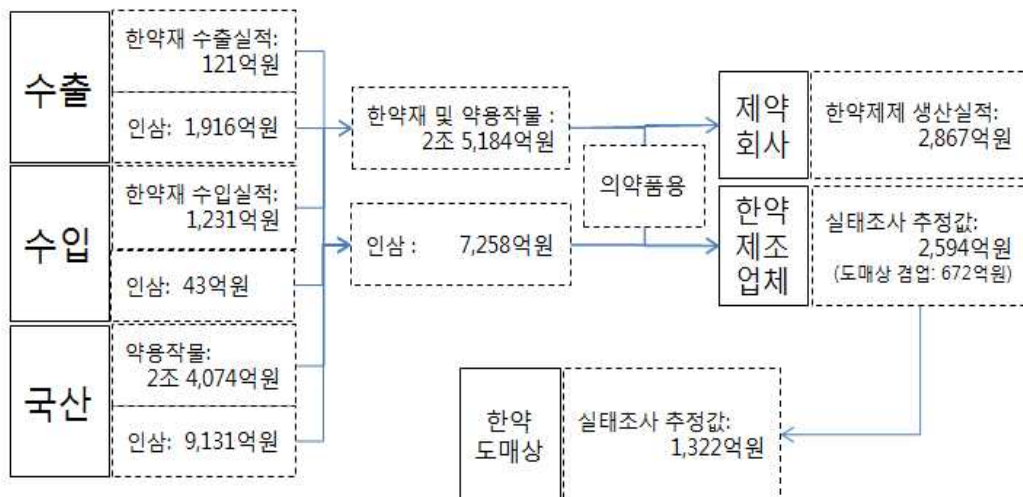 수출
한약재 수출실적:
121억원
인삼: 1,916억원
수입
한약재 수입실적:
1,231억원
인삼: 43억원
국산
약용작물:
2조 4,074억원
인삼: 9,131억원
한약재 및 약용작물 :
2조 5,184억원
인삼 : 7,258억원
의약품용
제약
회사
한약제제 생산실적:
2,867억원
한약
제조
업체
실태조사 추정값:
2,594억원
(도매상 겸업: 672억원)
한약
도매상
실태조사 추정값:
1,322억원